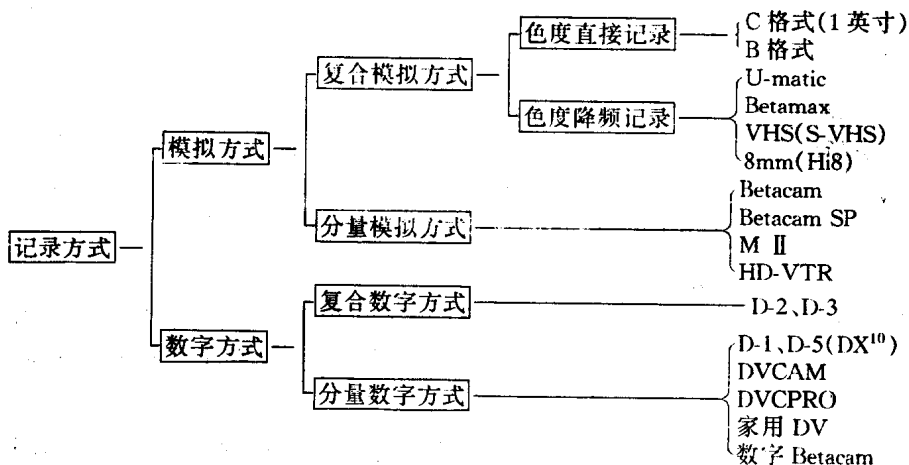 C 格式(1 英寸)
色度直接记录
B 格式
复合模拟方式
U-matic
Betamax
色度降频记录
VHS(S-VHS)
模拟方式
8mm(Hi8)
Betacam
分量模拟方式
Betacam SP
M Ⅱ
记录方式
HD-VTR
复合数字方式
D-2、D-3
数字方式
D-1、D-5(DX¹⁰)
DVCAM
分量数字方式
DVCPRO
家用 DV
数字 Betacam